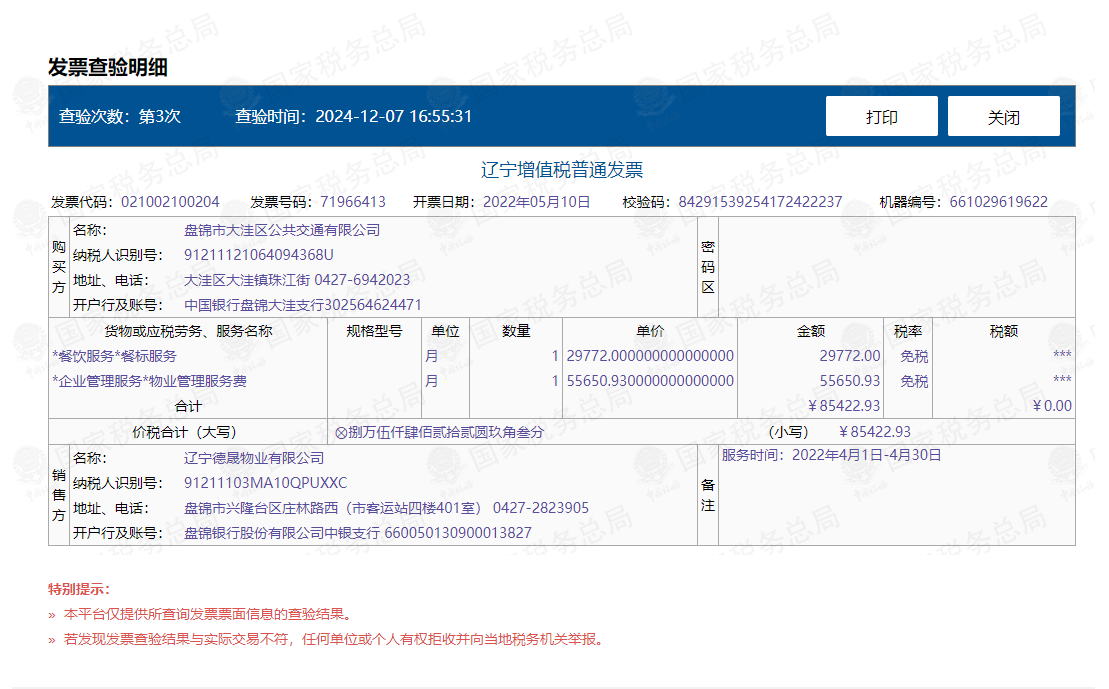 发票查验明细
查验次数：第3次 查验时间：2024-12-07 16:55:31 打印 关闭
辽宁增值税普通发票
发票代码：021002100204 发票号码：71966413 开票日期：2022年05月10日 校验码：84291539254172422237 机器编号：661029619622
购买方
名称： 盘锦市大洼区公共交通有限公司
纳税人识别号： 91211121064094368U
地址、电话： 大洼区大洼镇珠江街 0427-6942023
开户行及账号： 中国银行盘锦大洼支行302564624471
密码区
货物或应税劳务、服务名称 规格型号 单位 数量 单价 金额 税率 税额
*餐饮服务*餐标服务 月 1 29772.000000000000000 29772.00 免税 ***
*企业管理服务*物业管理服务费 月 1 55650.930000000000000 55650.93 免税 ***
合计 ￥85422.93 ￥0.00
价税合计（大写） ⊗捌万伍仟肆佰贰拾贰圆玖角叁分 （小写） ￥85422.93
销售方
名称： 辽宁德晟物业有限公司
纳税人识别号： 91211103MA10QPUXXC
地址、电话： 盘锦市兴隆台区庄林路西（市客运站四楼401室） 0427-2823905
开户行及账号： 盘锦银行股份有限公司中银支行 660050130900013827
备注
服务时间：2022年4月1日-4月30日
特别提示：
» 本平台仅提供所查询发票票面信息的查验结果。
» 若发现发票查验结果与实际交易不符，任何单位或个人有权拒收并向当地税务机关举报。
国家税务总局